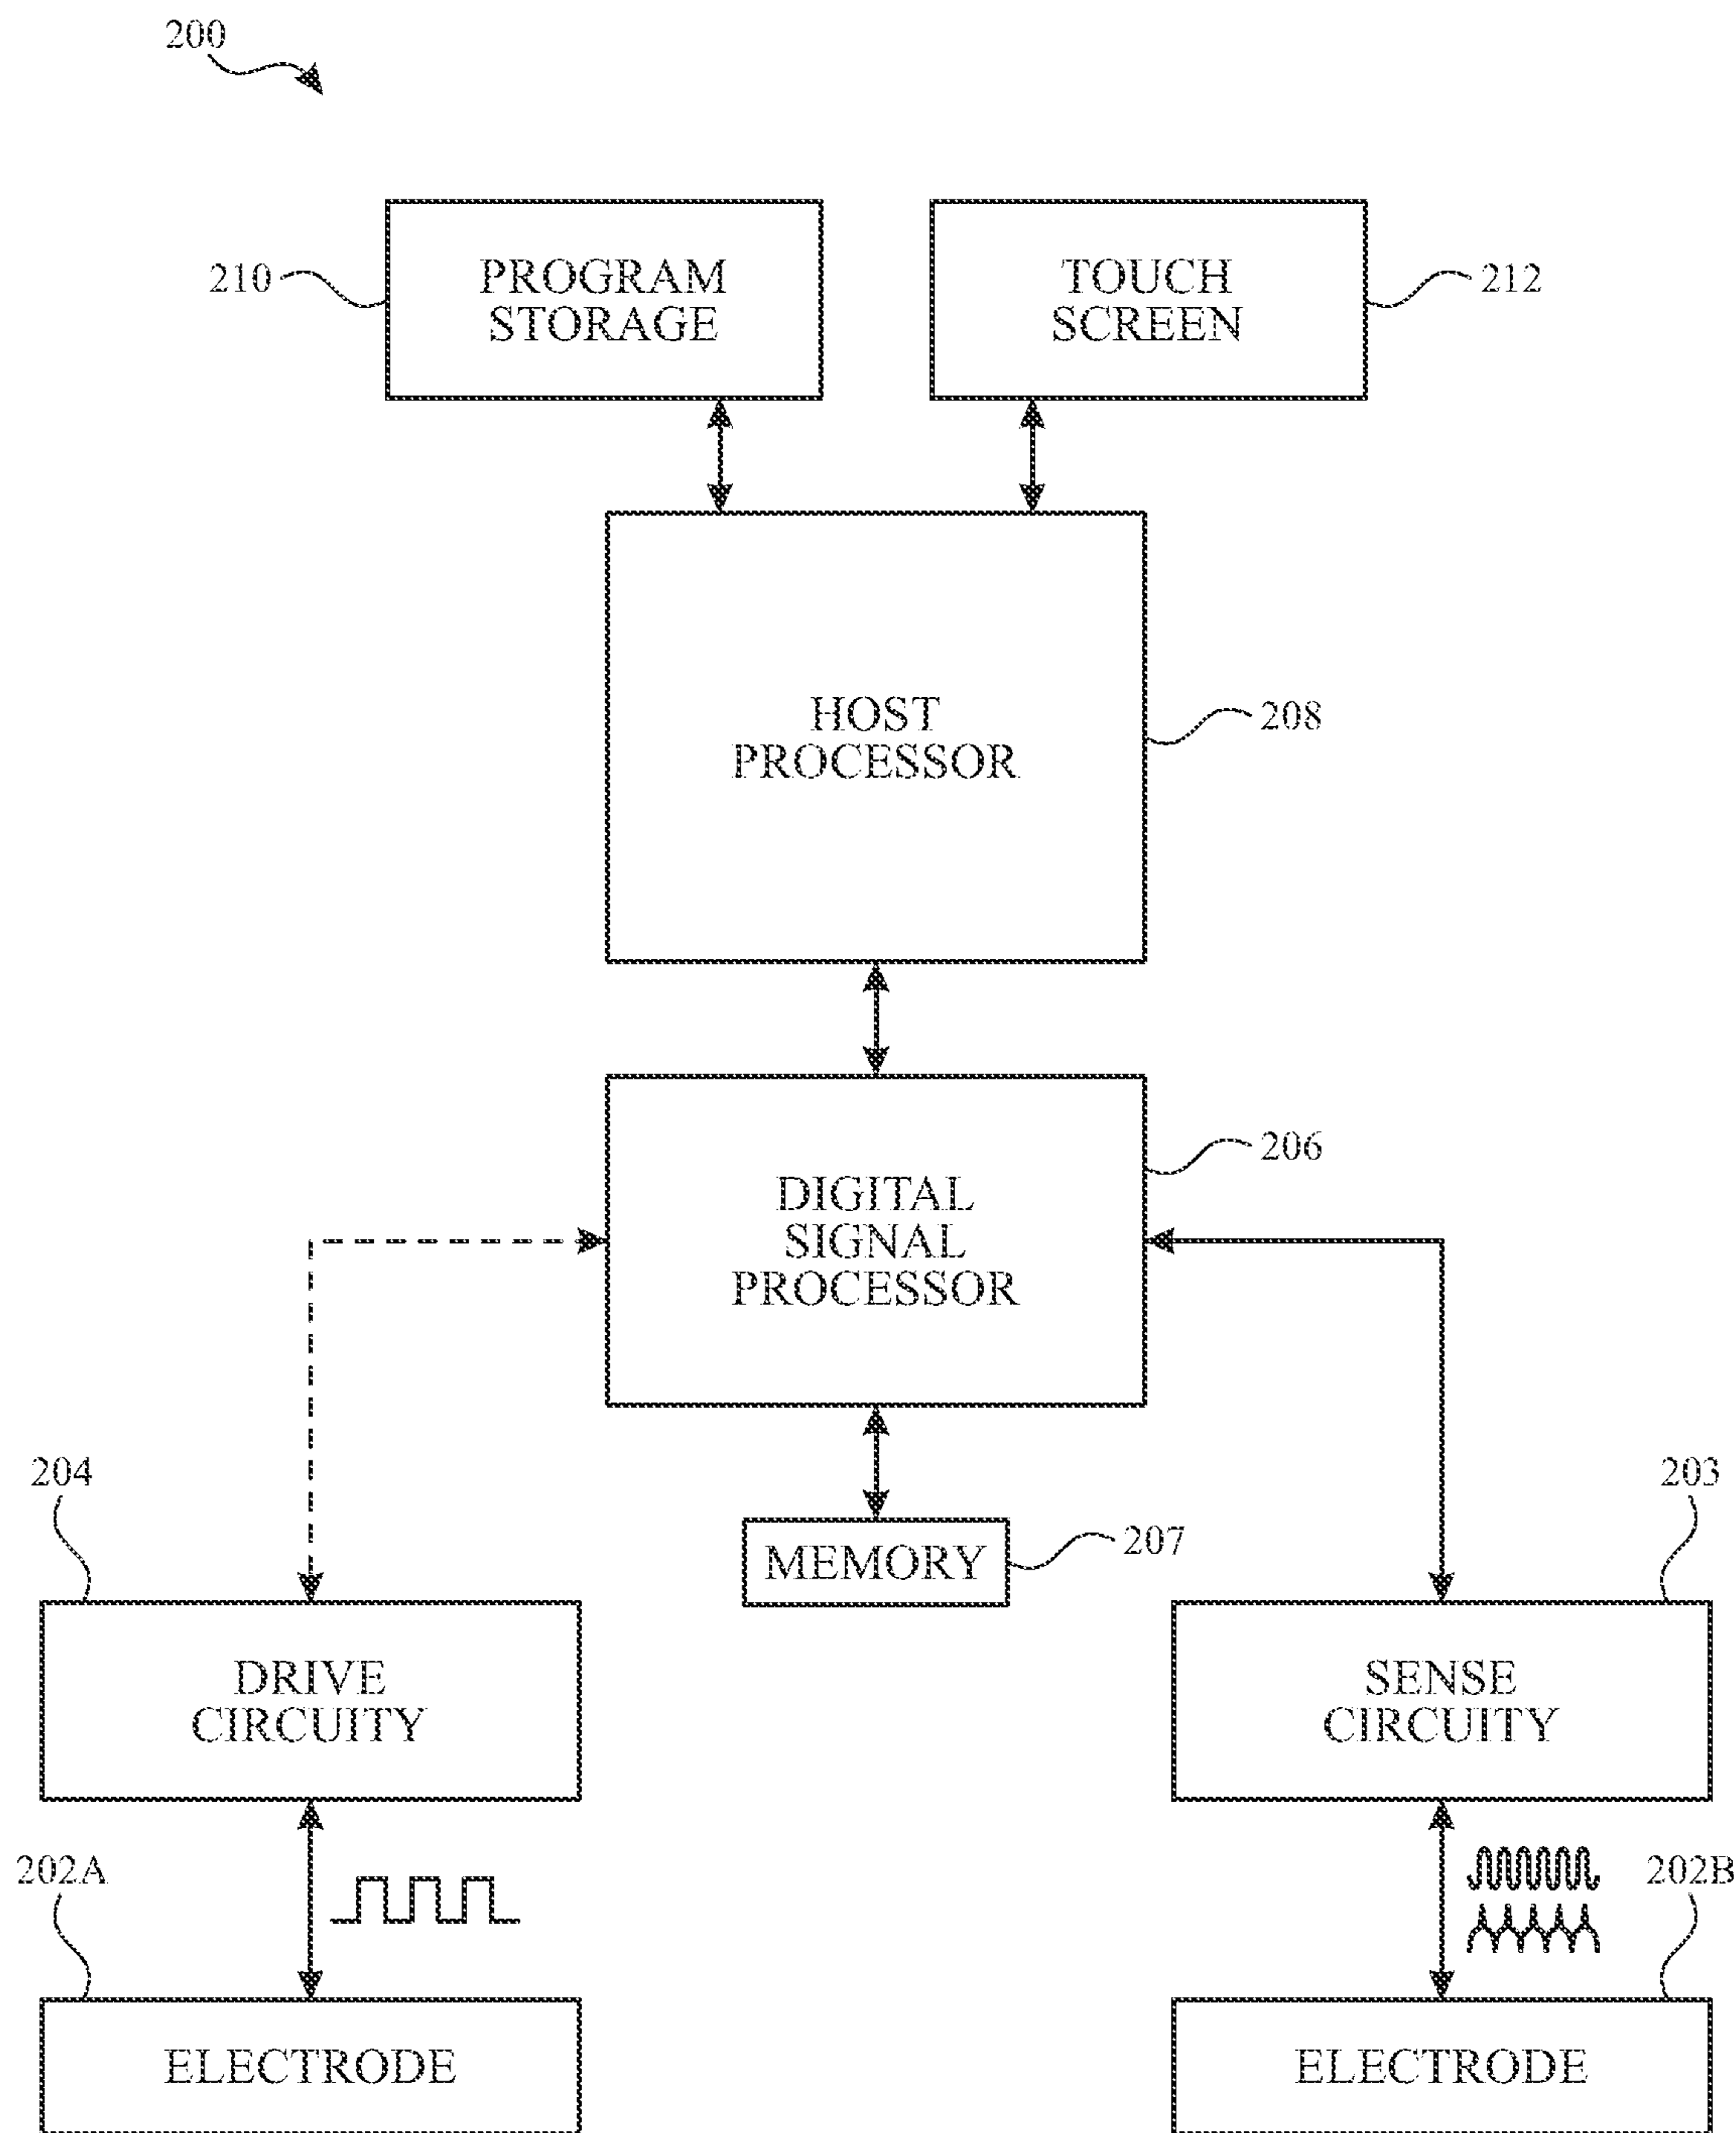 200
PROGRAM
STORAGE
210
TOUCH
SCREEN
212
HOST
PROCESSOR
208
DIGITAL
SIGNAL
PROCESSOR
206
204
203
MEMORY
207
DRIVE
CIRCUITY
SENSE
CIRCUITY
202A
202B
ELECTRODE
ELECTRODE